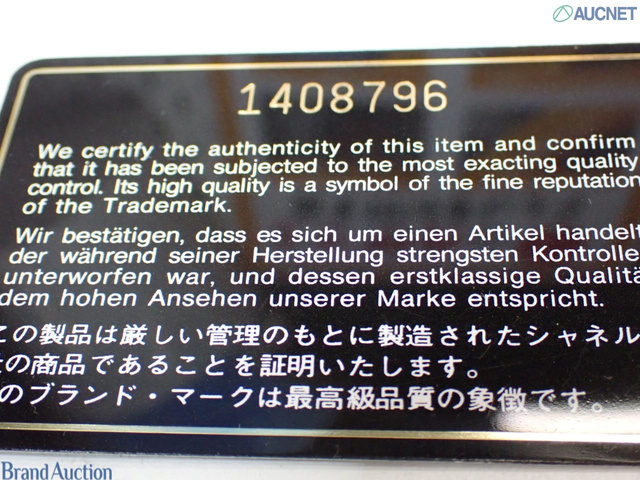 AUCNET
1408796
We certify the authenticity of this item and confirm
that it has been subjected to the most exacting quality
control. Its high quality is a symbol of the fine reputation
of the Trademark.
Wir bestätigen, dass es sich um einen Artikel handelt
der während seiner Herstellung strengsten Kontrolle
unterworfen war, und dessen erstklassige Qualitä
dem hohen Ansehen unserer Marke entspricht.
この製品は厳しい管理のもとに製造されたシャネル
の商品であることを証明いたします。
のブランド・マークは最高級品質の象徴です。
Brand Auction